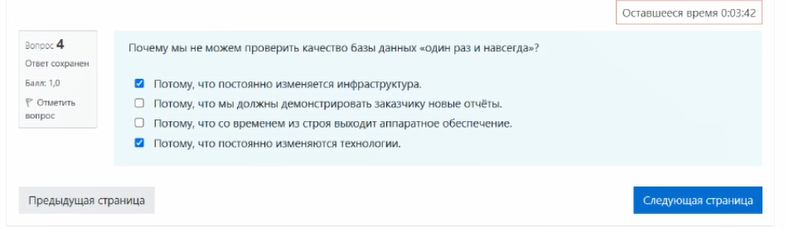 Оставшееся время 0:03:42
Вопрос 4
Ответ сохранен
Балл: 1,0
Отметить
вопрос
Почему мы не можем проверить качество базы данных «один раз и навсегда»?
Потому, что постоянно изменяется инфраструктура.
Потому, что мы должны демонстрировать заказчику новые отчёты.
Потому, что со временем из строя выходит аппаратное обеспечение.
Потому, что постоянно изменяются технологии.
Предыдущая страница
Следующая страница